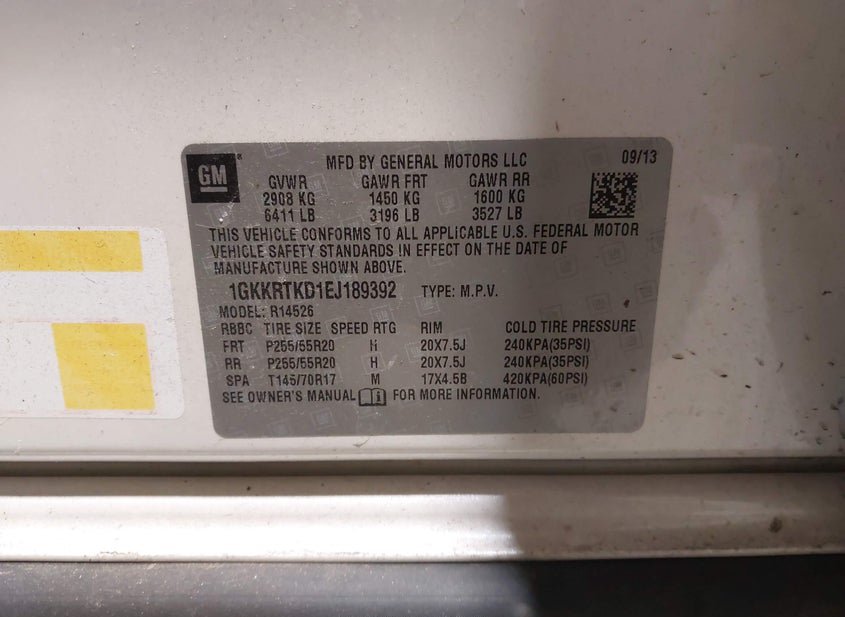 GM
MFD BY GENERAL MOTORS LLC 09/13
GVWR GAWR FRT GAWR RR
2908 KG 1450 KG 1600 KG
6411 LB 3196 LB 3527 LB
THIS VEHICLE CONFORMS TO ALL APPLICABLE U.S. FEDERAL MOTOR
VEHICLE SAFETY STANDARDS IN EFFECT ON THE DATE OF
MANUFACTURE SHOWN ABOVE.
1GKKRTKD1EJ189392 TYPE: M.P.V.
MODEL: R14526
RBBC TIRE SIZE SPEED RTG RIM COLD TIRE PRESSURE
FRT P255/55R20 H 20X7.5J 240KPA(35PSI)
RR P255/55R20 H 20X7.5J 240KPA(35PSI)
SPA T145/70R17 M 17X4.5B 420KPA(60PSI)
SEE OWNER'S MANUAL FOR MORE INFORMATION.